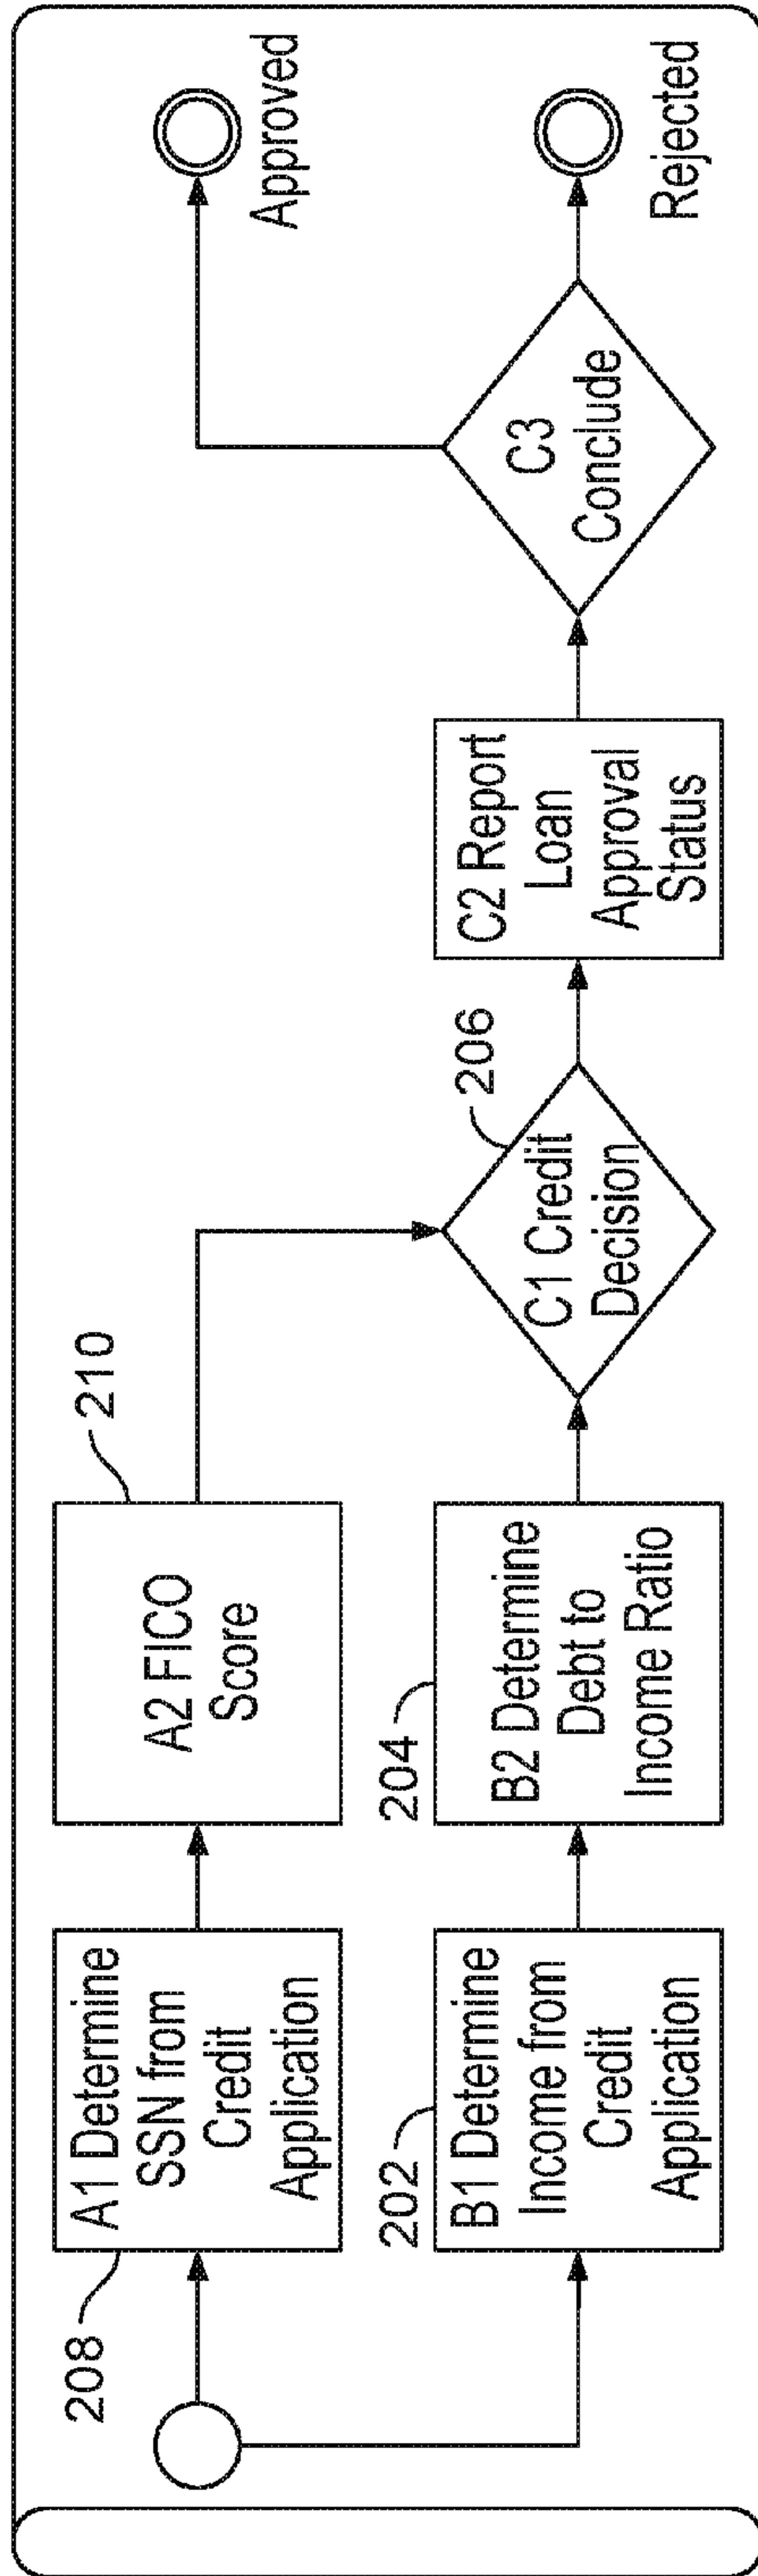 208
A1 Determine
SSN from
Credit
Application
210
A2 FICO
Score
Approved
202
B1 Determine
Income from
Credit
Application
204
B2 Determine
Debt to
Income Ratio
206
C1 Credit
Decision
C2 Report
Loan
Approval
Status
C3
Conclude
Rejected